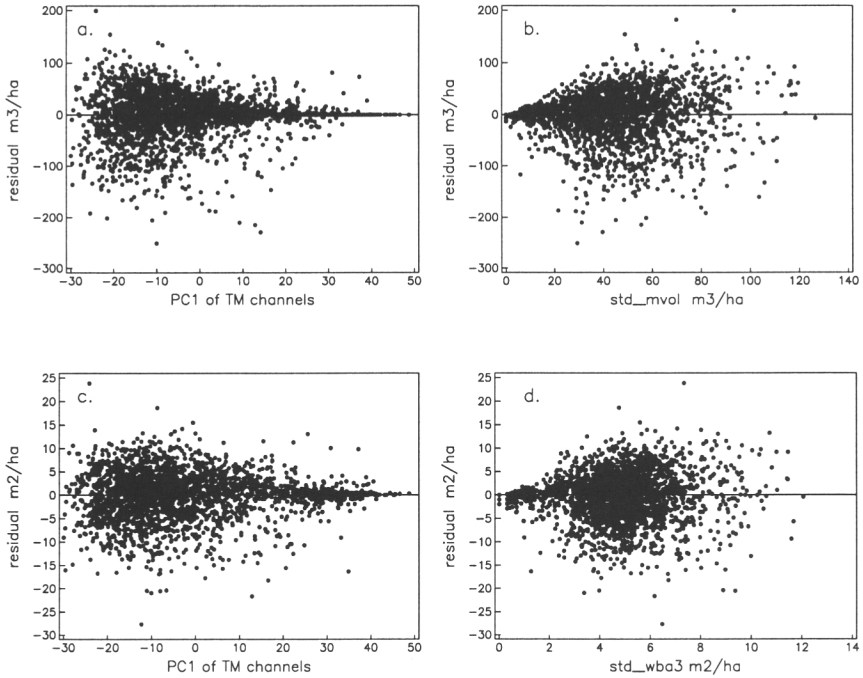 a.
residual m3/ha
200
100
0
−100
−200
−300
−30 −20 −10 0 10 20 30 40 50
PC1 of TM channels
b.
residual m3/ha
200
100
0
−100
−200
−300
0 20 40 60 80 100 120 140
std_mvol m3/ha
c.
residual m2/ha
25
20
15
10
5
0
−5
−10
−15
−20
−25
−30
−30 −20 −10 0 10 20 30 40 50
PC1 of TM channels
d.
residual m2/ha
25
20
15
10
5
0
−5
−10
−15
−20
−25
−30
0 2 4 6 8 10 12 14
std_wba3 m2/ha